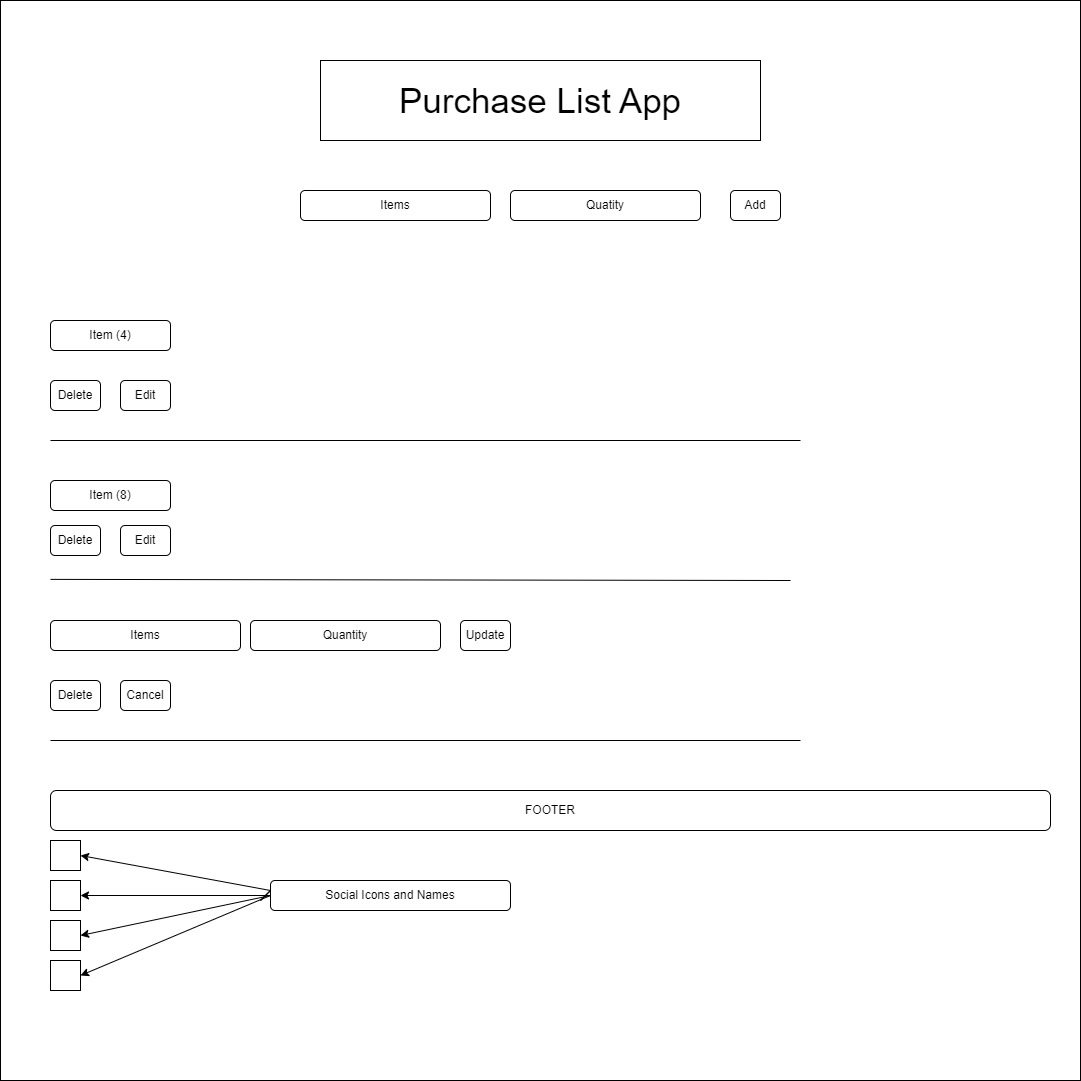 Purchase List App
Items Quatity Add
Item (4)
Delete Edit
Item (8)
Delete Edit
Items Quantity Update
Delete Cancel
FOOTER
Social Icons and Names